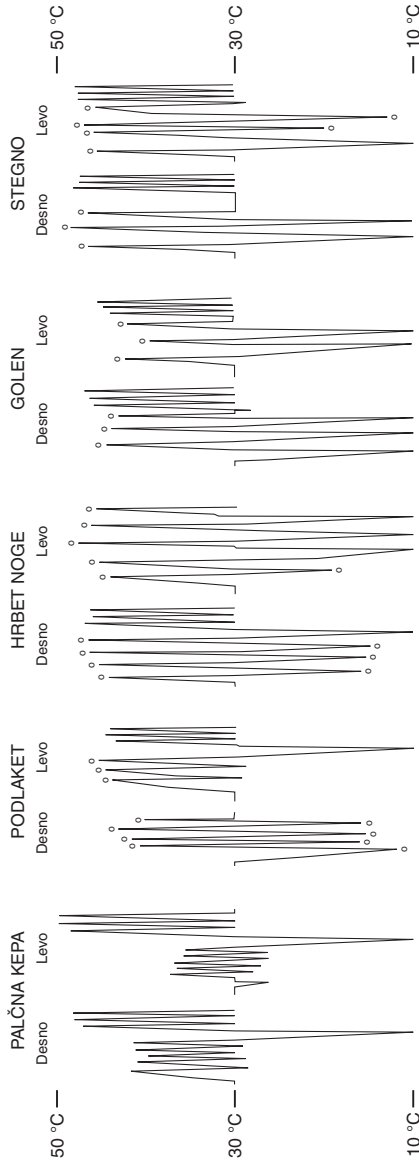 PALČNA KEPA
Desno Levo
PODLAKET
Desno Levo
HRBET NOGE
Desno Levo
GOLEN
Desno Levo
STEGNO
Desno Levo
50 °C
30 °C
10 °C
50 °C
30 °C
10 °C